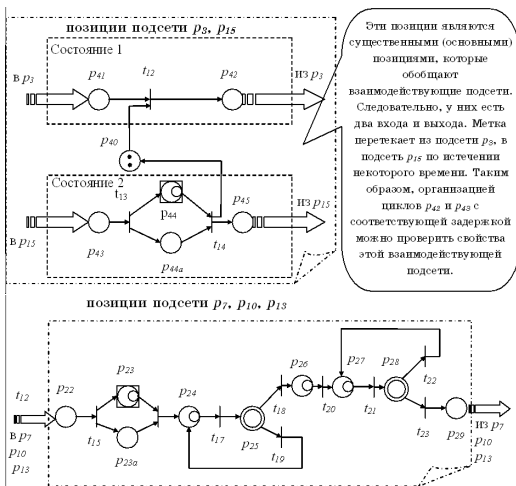 позиции подсети p3, p15
Состояние 1
в p3
p41
t12
p42
из p3
p40
Состояние 2
t13
p44
p45
из p15
в p15
p43
p44a
t14
Эти позиции являются
существенными (основными)
позициями, которые
обобщают
взаимодействующие подсети.
Следовательно, у них есть
два входа и выхода. Метка
перетекает из подсети p3, в
подсеть p15 по истечении
некоторого времени. Таким
образом, организацией
циклов p42 и p43 с
соответствующей задержкой
можно проверить свойства
этой взаимодействующей
подсети.
позиции подсети p7, p10, p13
t12
p22
p23
p24
p26
p27
p28
t22
t18
t20
t21
в p7
p10
p13
t15
p23a
t17
p25
t19
t23
p29
из p7
p10
p13